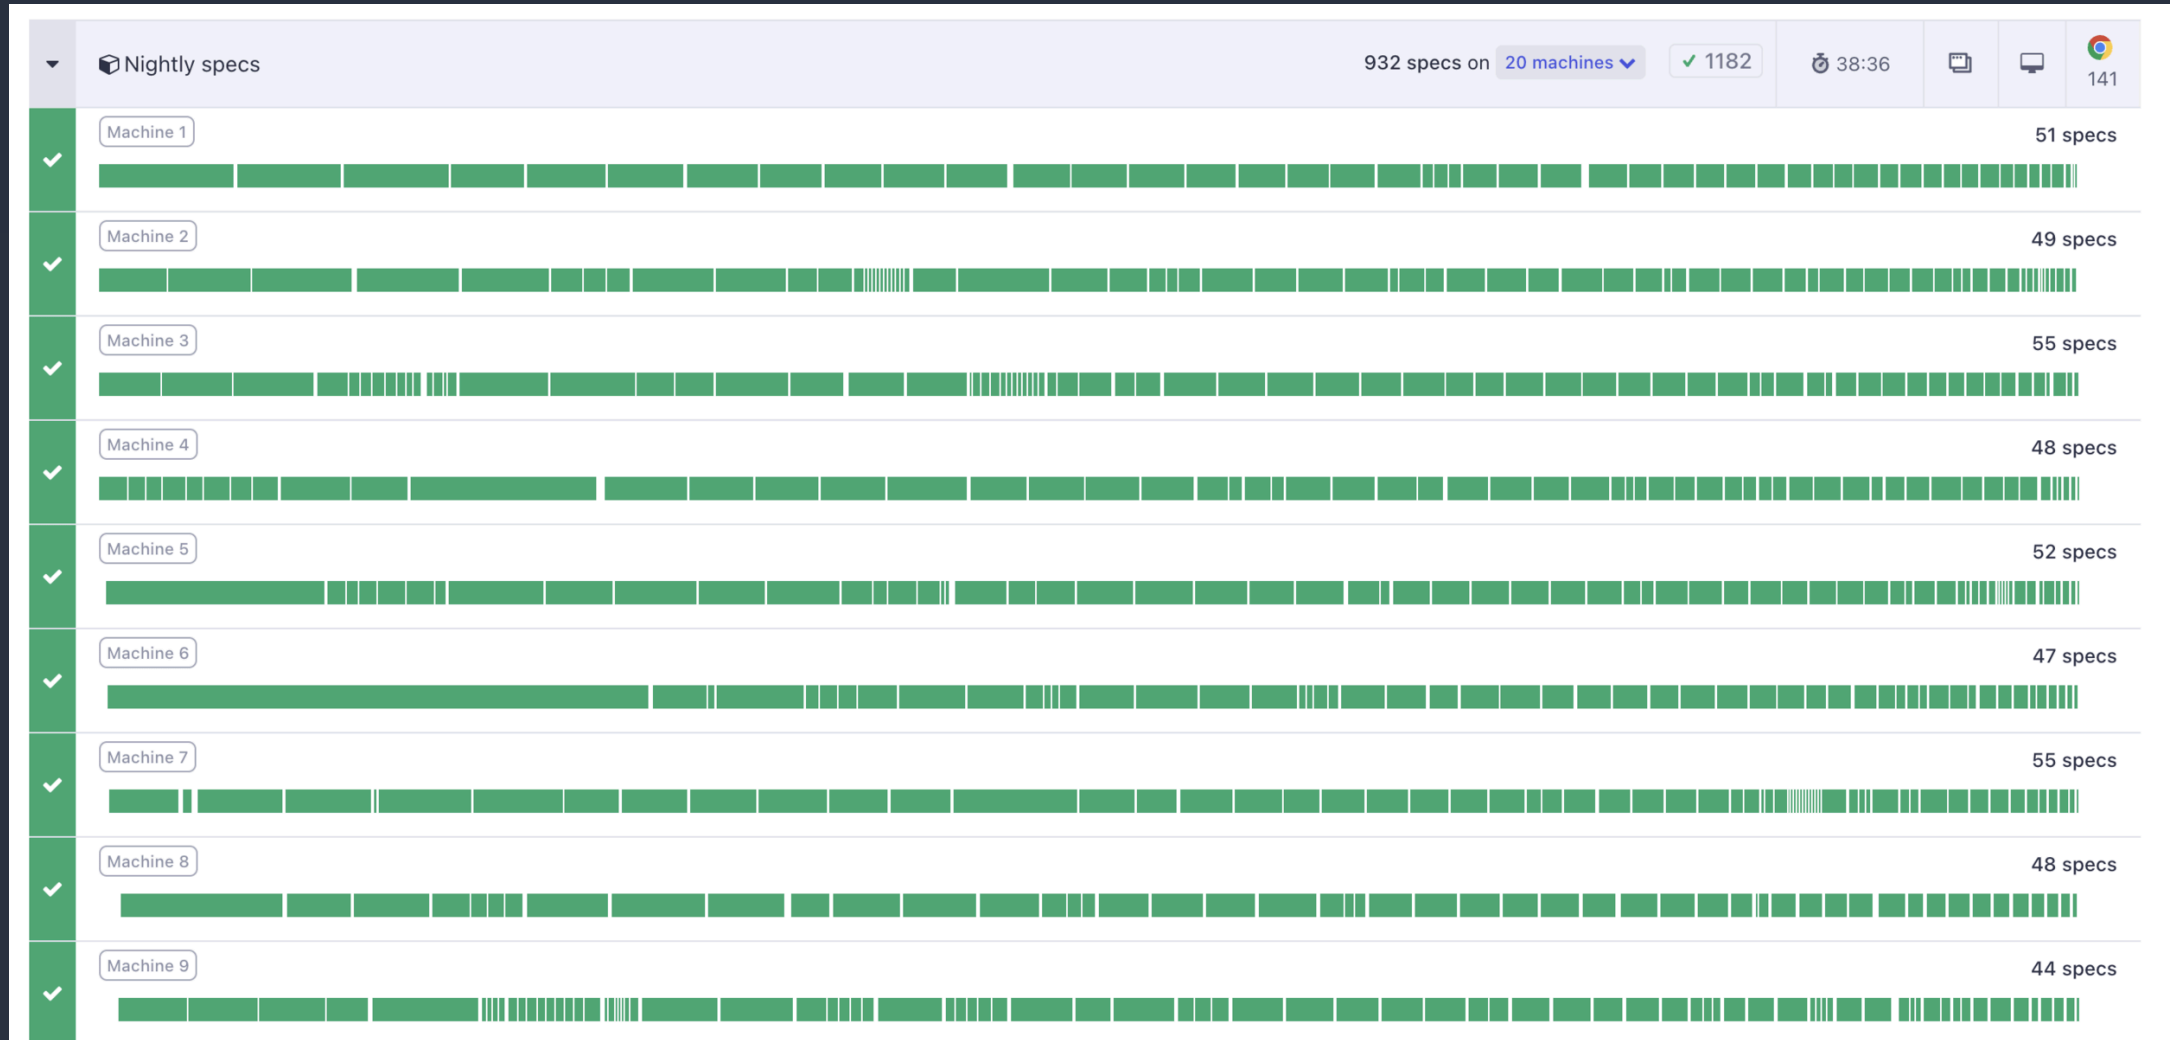 Nightly specs
932 specs on 20 machines 1182 38:36 141
Machine 1
51 specs
Machine 2
49 specs
Machine 3
55 specs
Machine 4
48 specs
Machine 5
52 specs
Machine 6
47 specs
Machine 7
55 specs
Machine 8
48 specs
Machine 9
44 specs